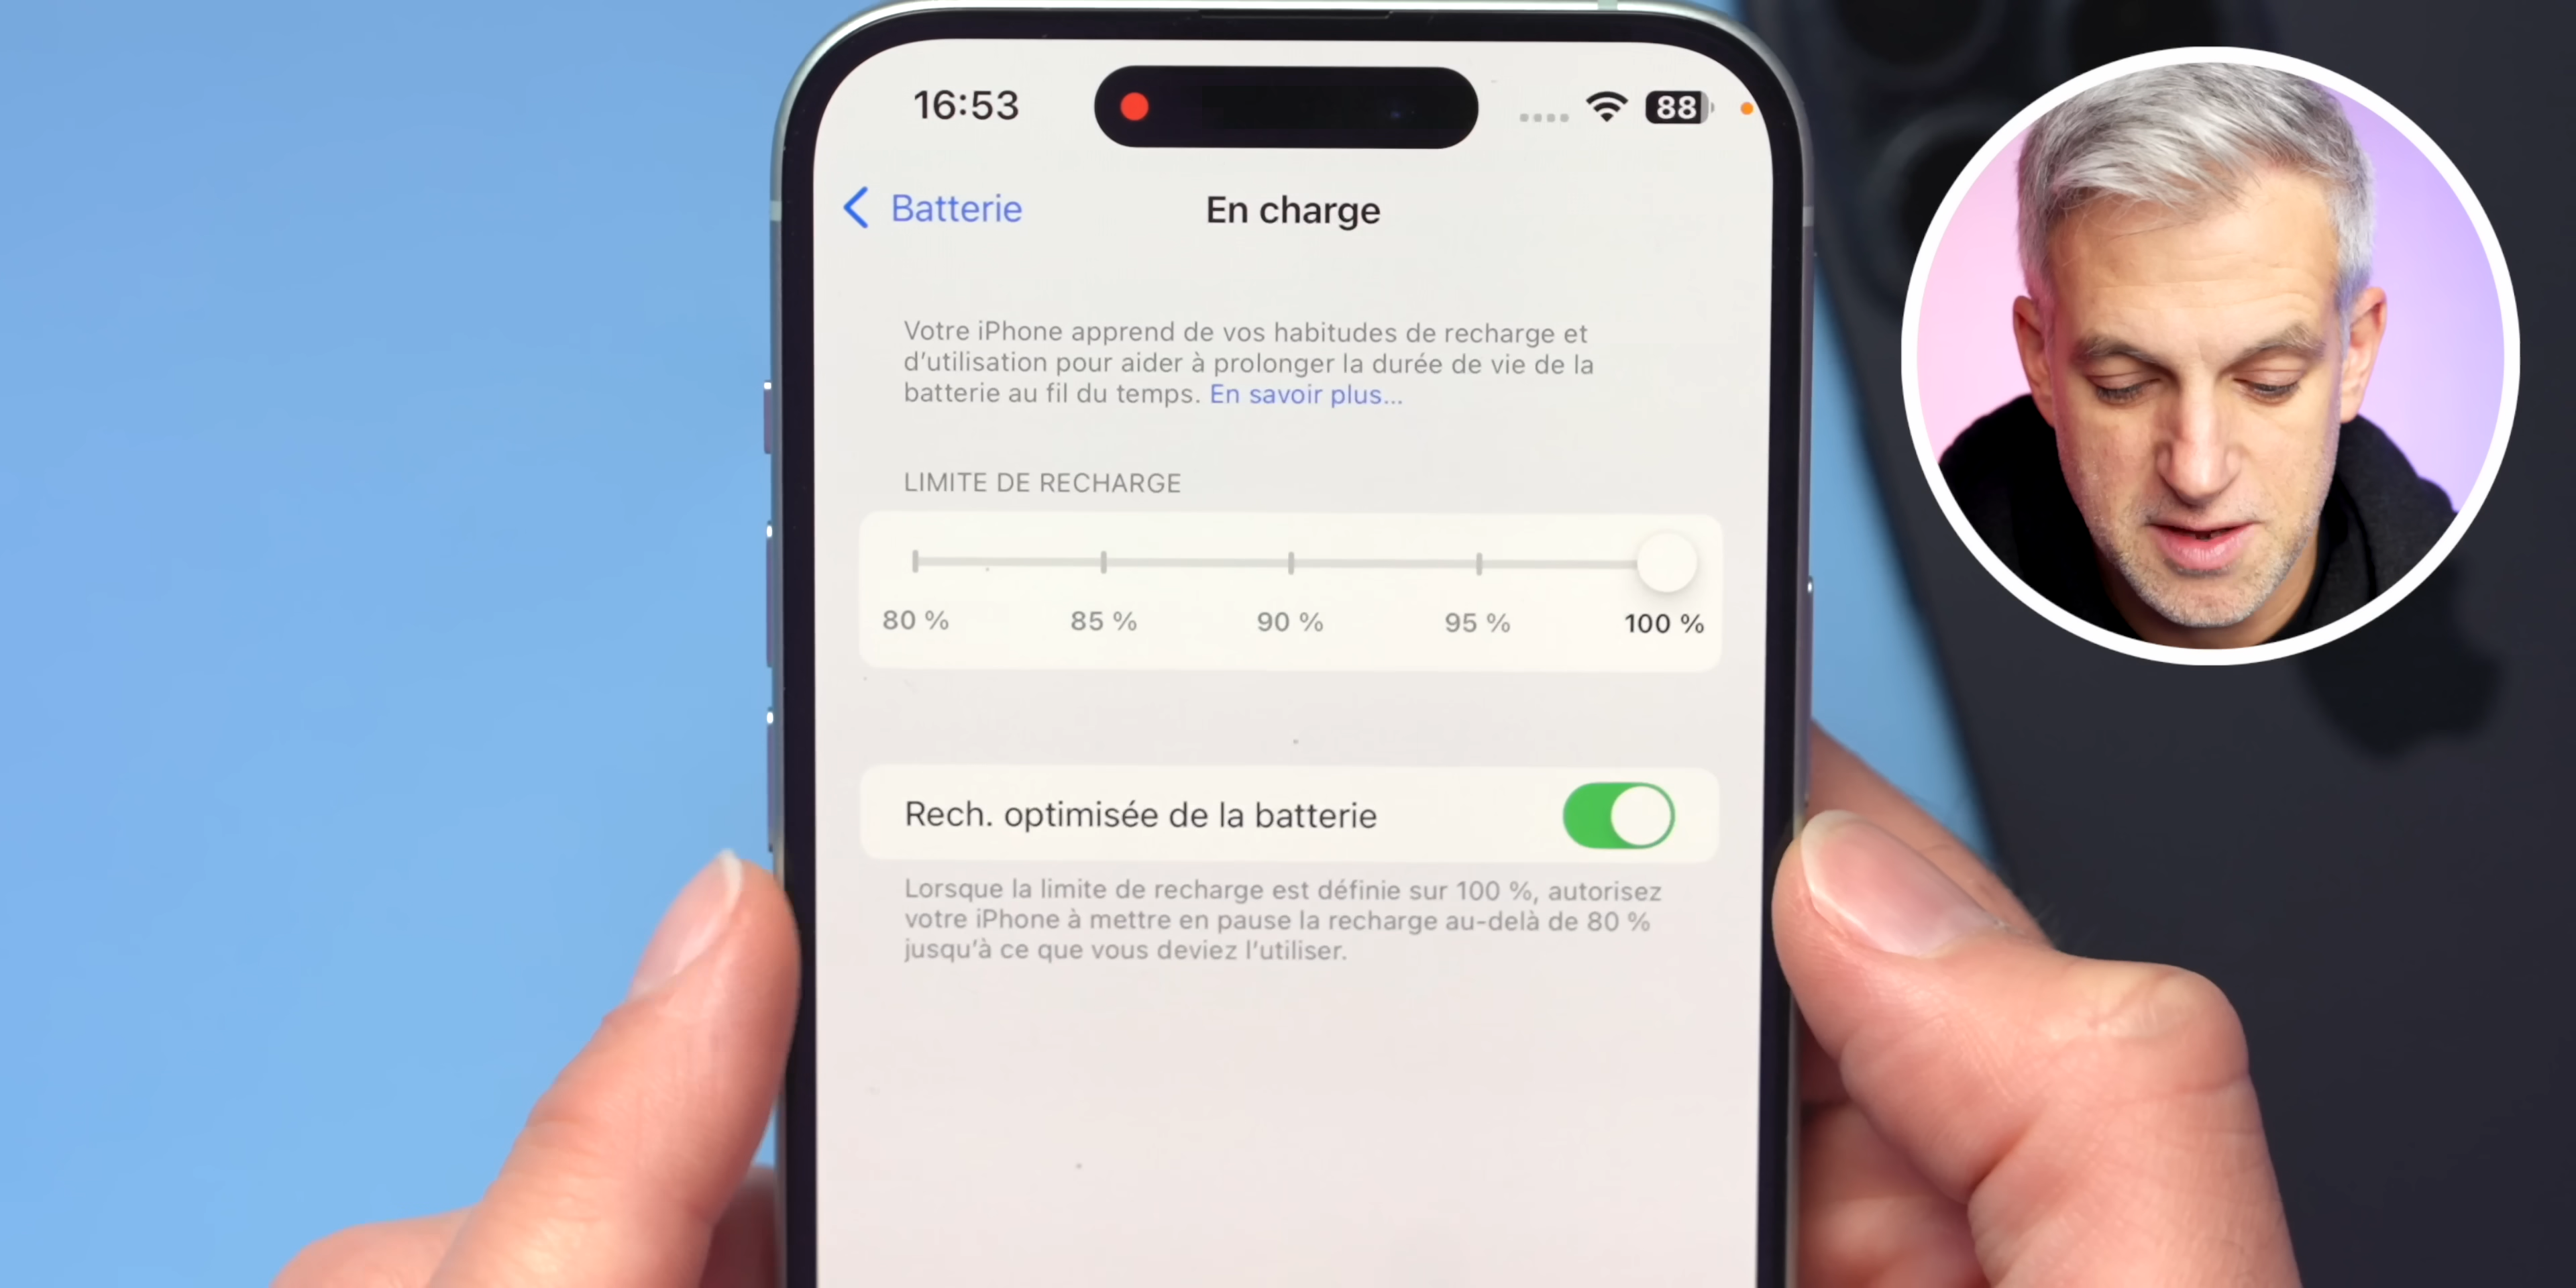 16:53
88
Batterie
En charge
Votre iPhone apprend de vos habitudes de recharge et
d’utilisation pour aider à prolonger la durée de vie de la
batterie au fil du temps. En savoir plus...
LIMITE DE RECHARGE
80 %
85 %
90 %
95 %
100 %
Rech. optimisée de la batterie
Lorsque la limite de recharge est définie sur 100 %, autorisez
votre iPhone à mettre en pause la recharge au-delà de 80 %
jusqu’à ce que vous deviez l’utiliser.